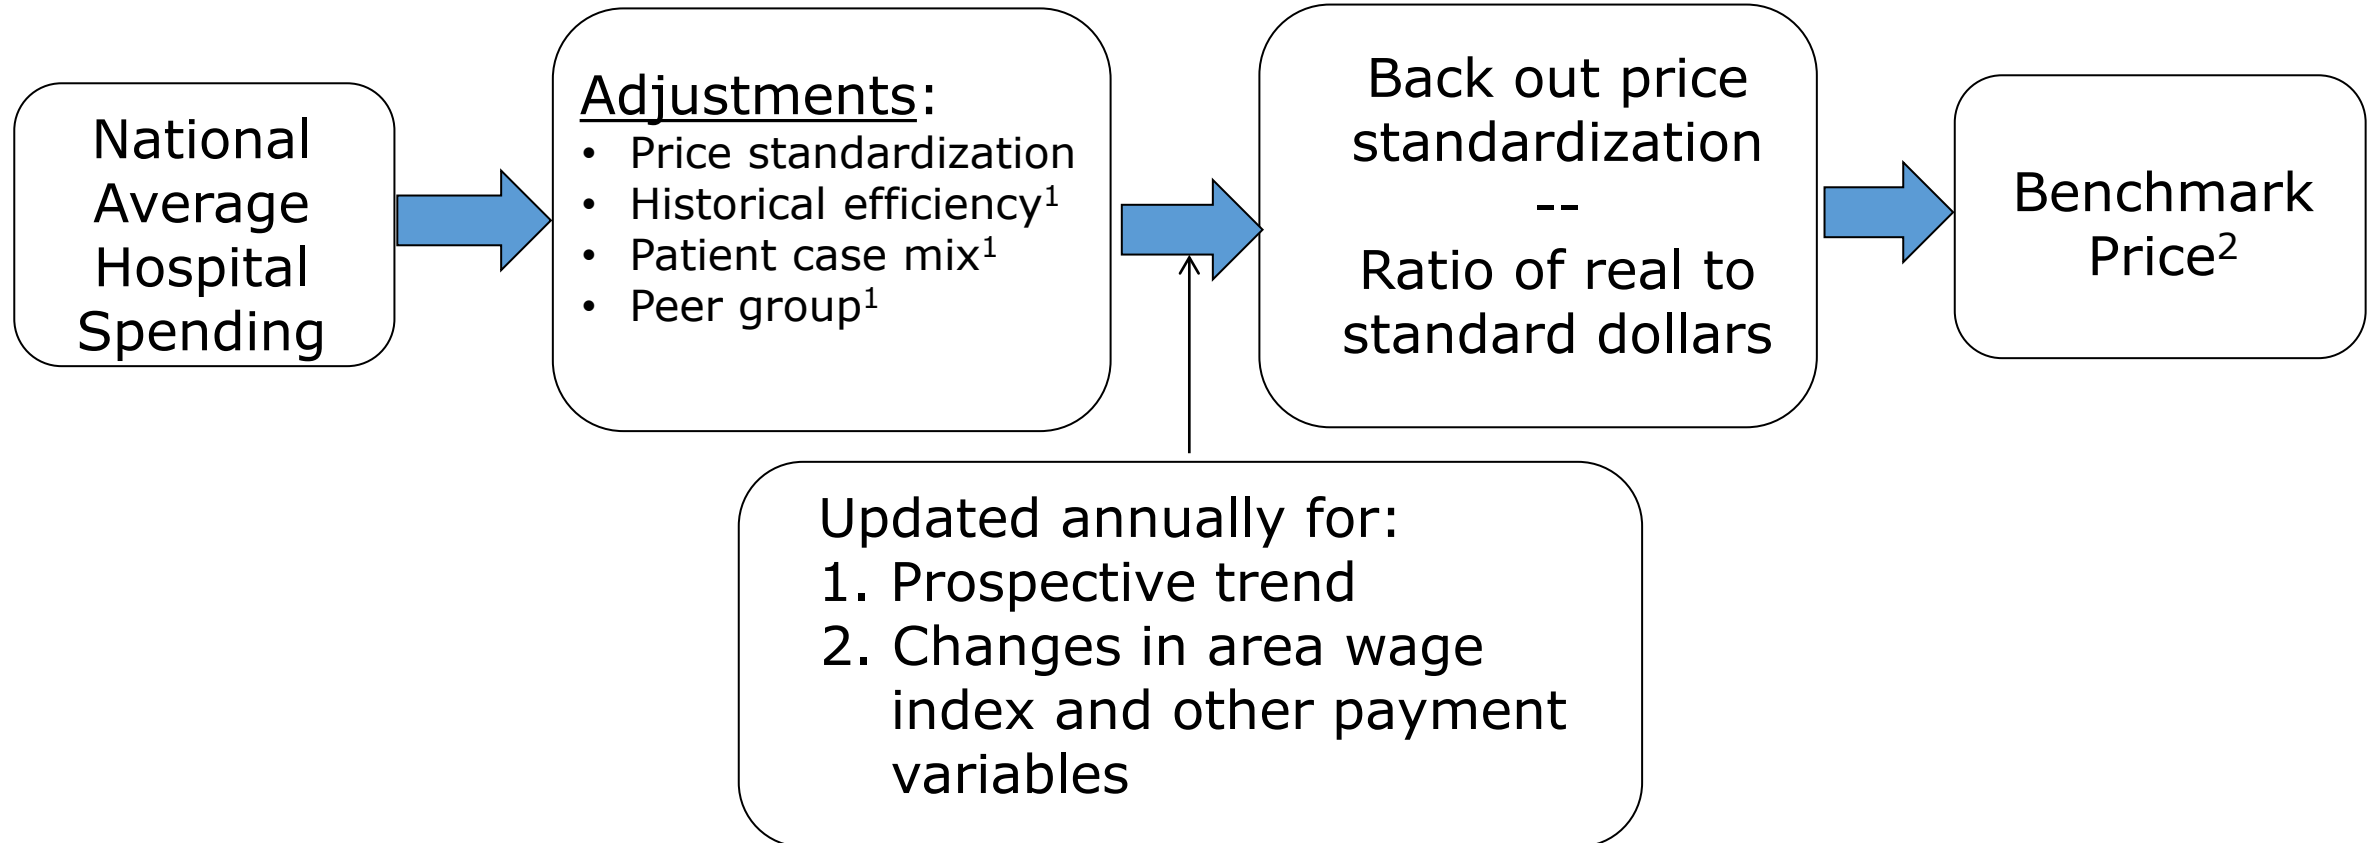 National
Average
Hospital
Spending
Adjustments:
• Price standardization
• Historical efficiency¹
• Patient case mix¹
• Peer group¹
Back out price
standardization
--
Ratio of real to
standard dollars
Benchmark
Price²
Updated annually for:
1. Prospective trend
2. Changes in area wage
index and other payment
variables